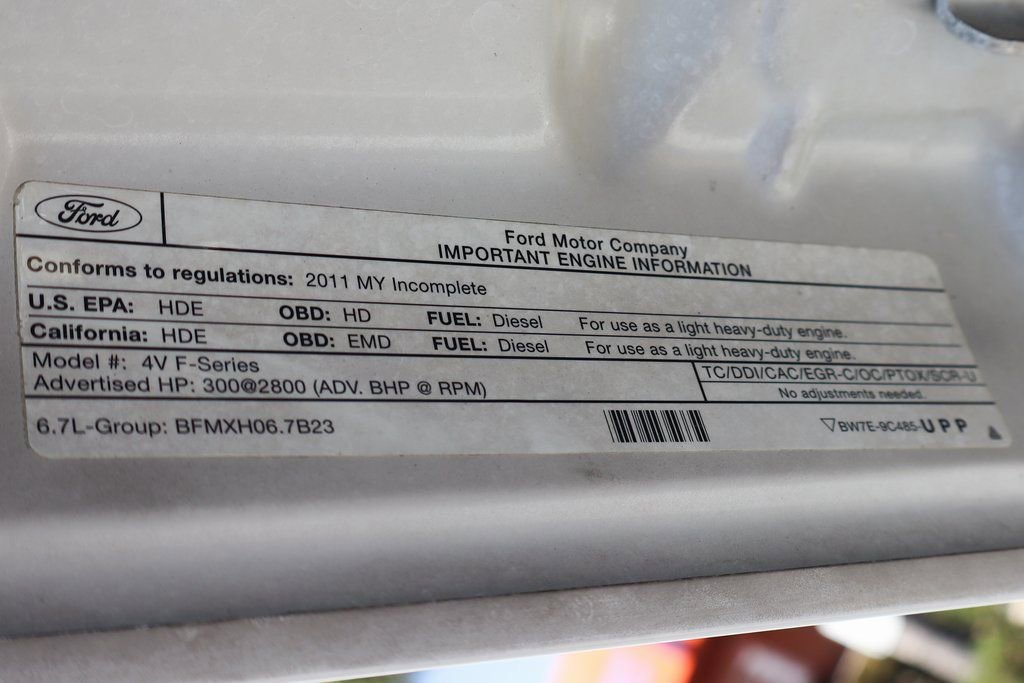 Ford
Ford Motor Company
IMPORTANT ENGINE INFORMATION
Conforms to regulations: 2011 MY Incomplete
U.S. EPA: HDE OBD: HD FUEL: Diesel For use as a light heavy-duty engine.
California: HDE OBD: EMD FUEL: Diesel For use as a light heavy-duty engine.
Model #: 4V F-Series
Advertised HP: 300@2800 (ADV. BHP @ RPM)
TC/DDI/CAC/EGR-C/OC/PTOX/SCR-U
No adjustments needed.
6.7L-Group: BFMXH06.7B23
BW7E-9C485-UPP